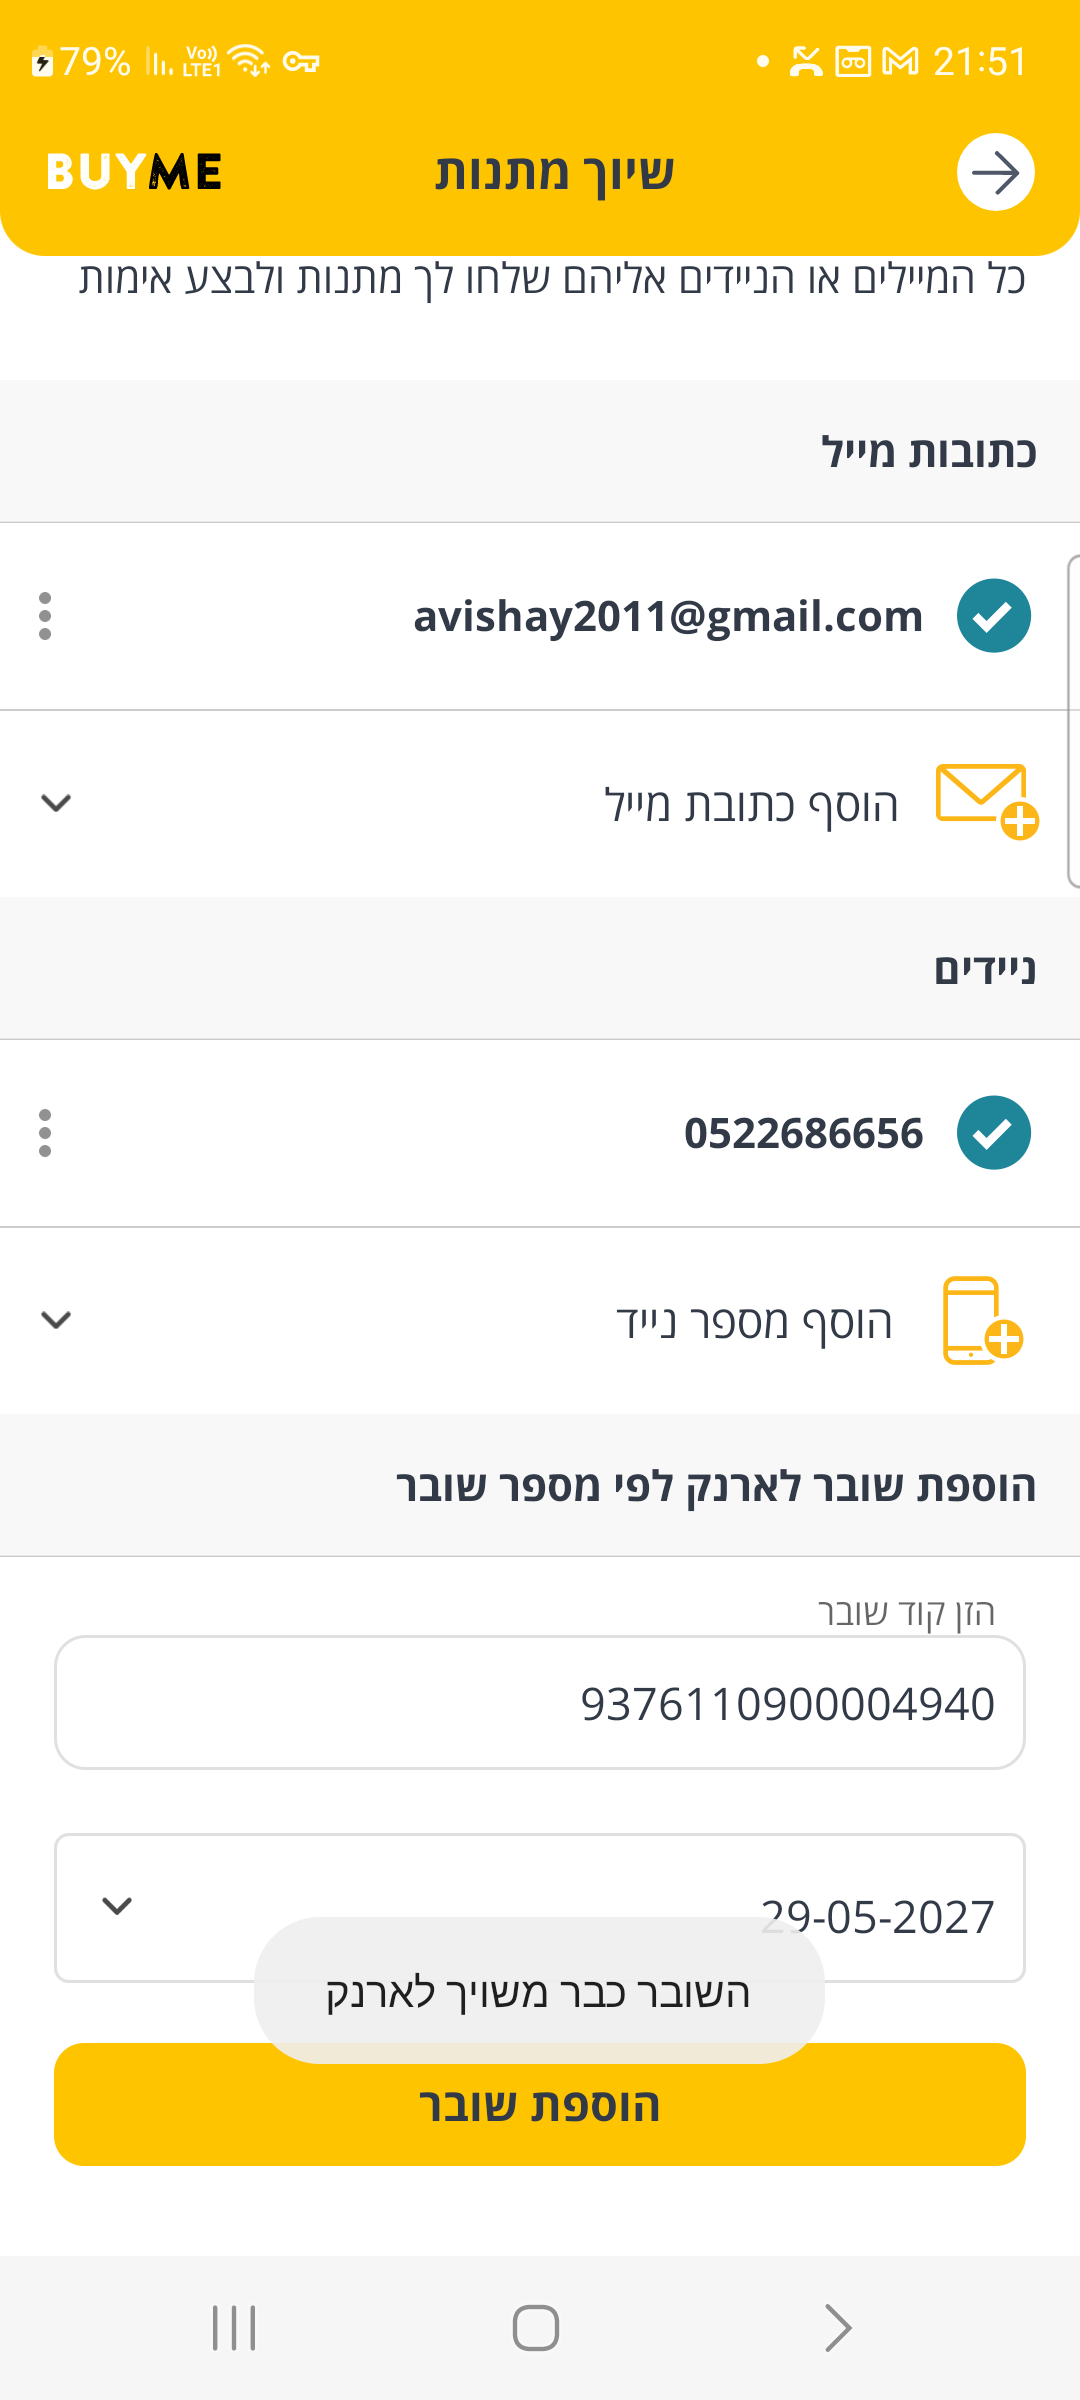 79% Vo)) LTE1 21:51
שיוך מתנות
BUYME
כל המיילים או הניידים אליהם שלחו לך מתנות ולבצע אימות
כתובות מייל
avishay2011@gmail.com
הוסף כתובת מייל
ניידים
0522686656
הוסף מספר נייד
הוספת שובר לארנק לפי מספר שובר
הזן קוד שובר
9376110900004940
29-05-2027
השובר כבר משויך לארנק
הוספת שובר